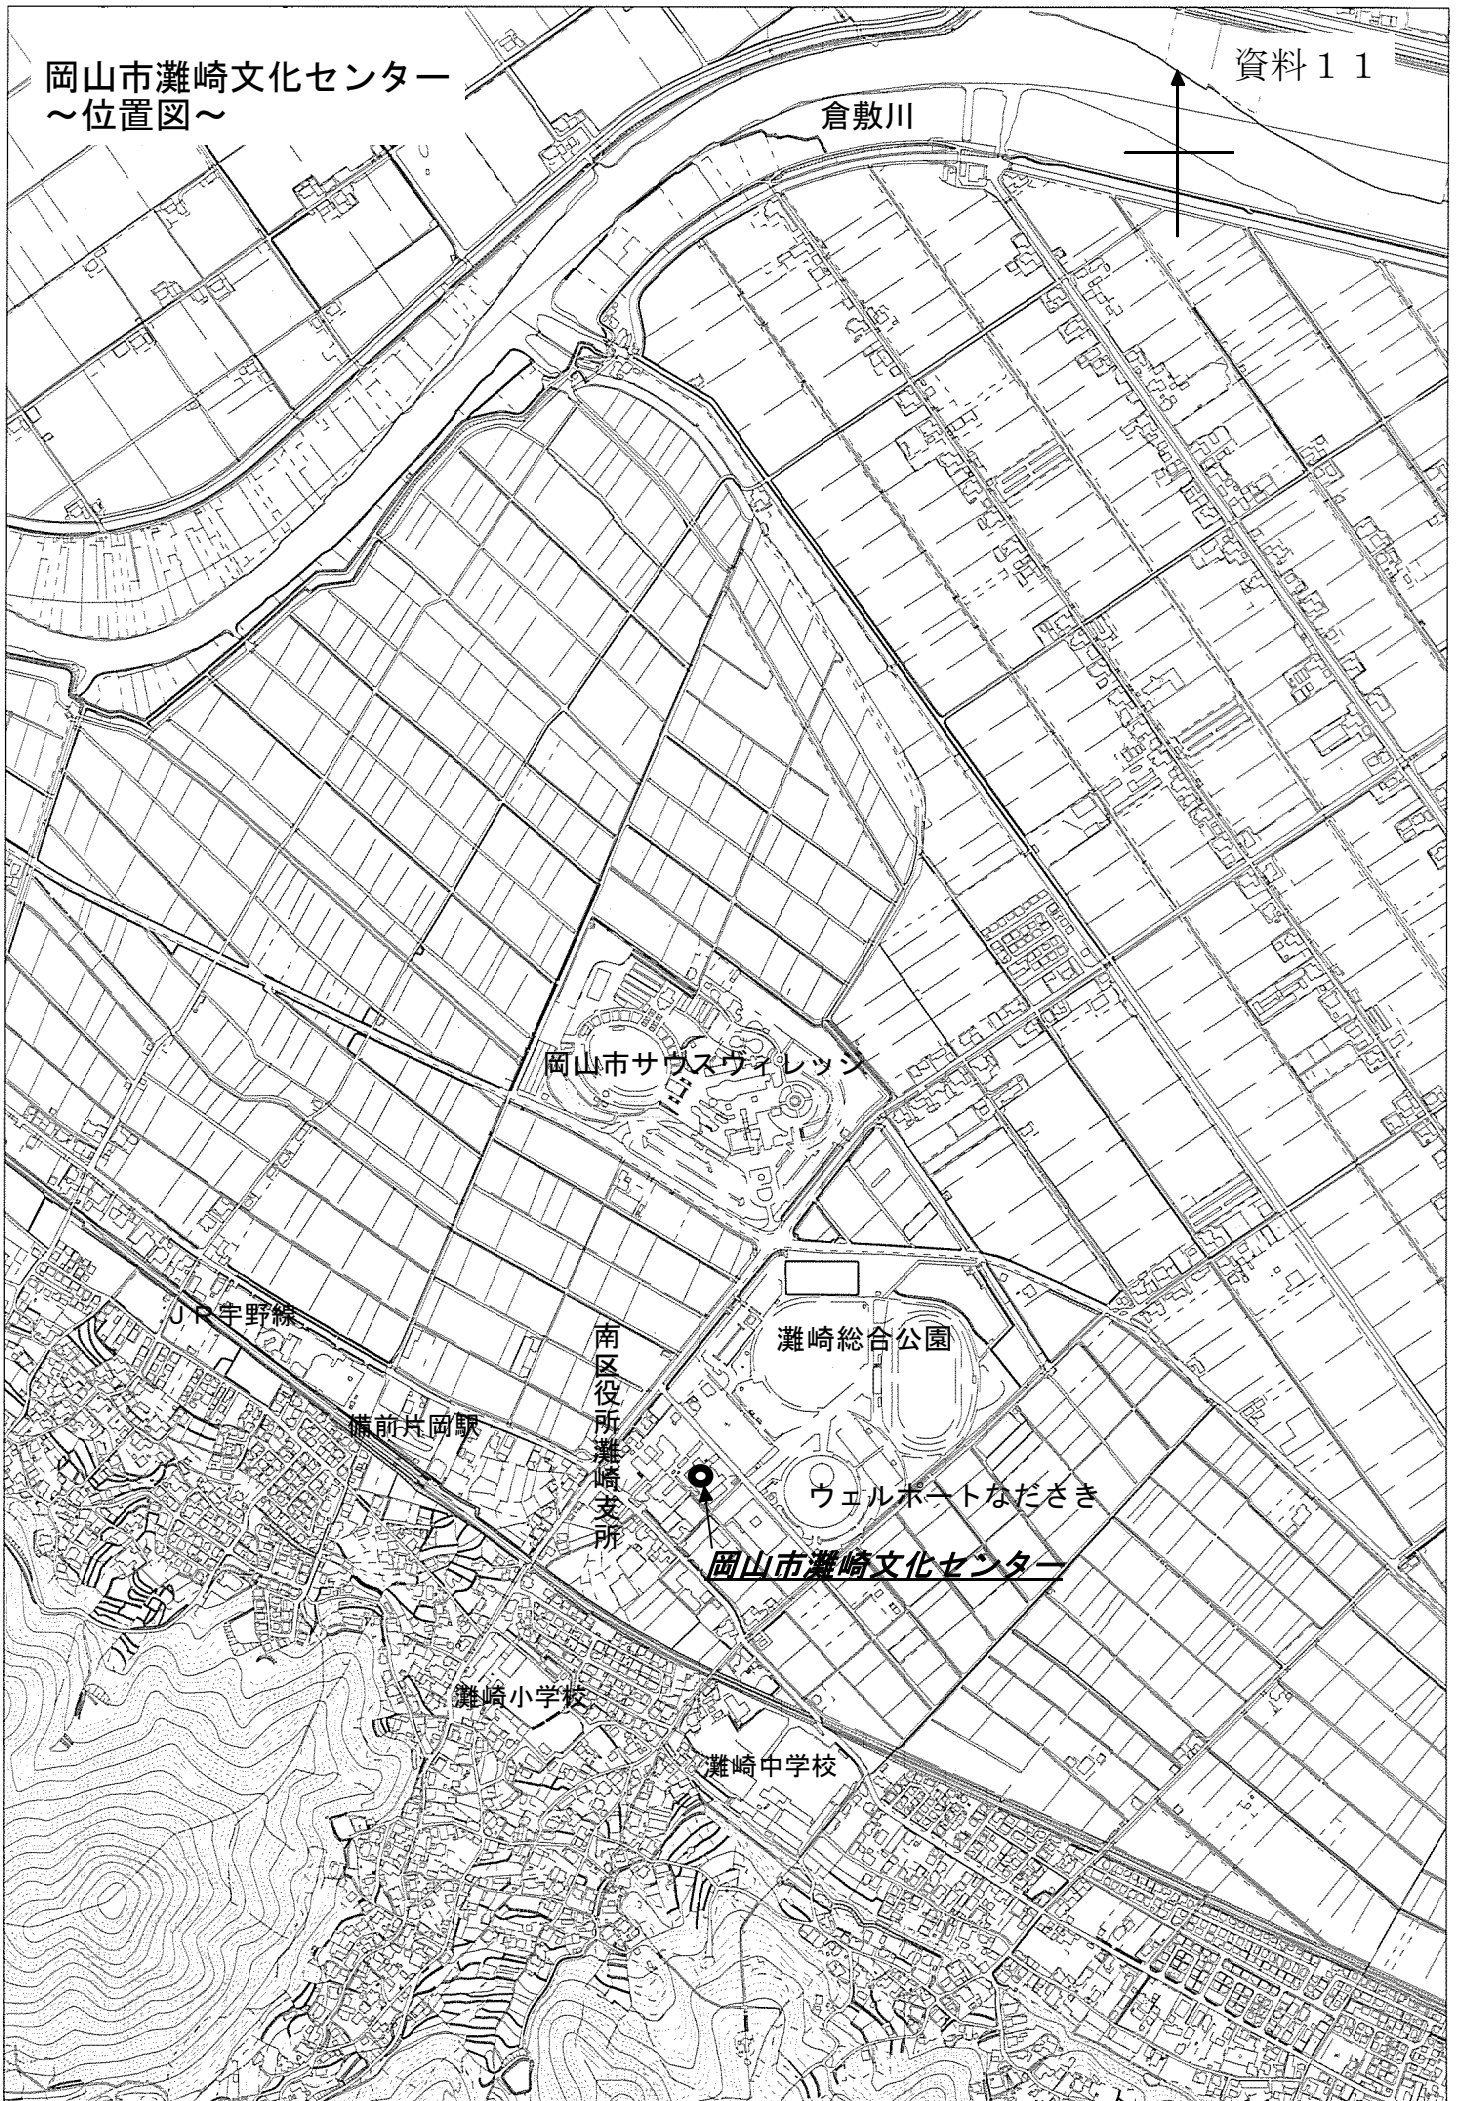 岡山市灘崎文化センター
～位置図～
資料１１
倉敷川
岡山市サウスヴィレッジ
ＪＲ宇野線
灘崎総合公園
南区役所灘崎支所
備前片岡駅
ウェルポートなださき
岡山市灘崎文化センター
灘崎小学校
灘崎中学校